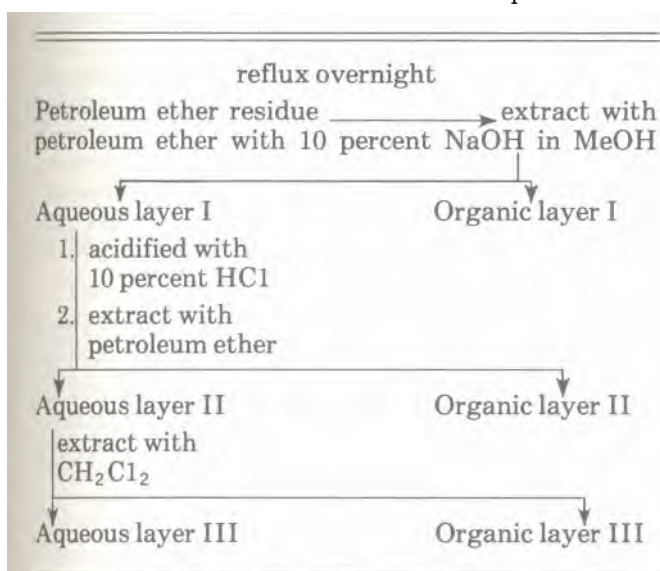 reflux overnight
Petroleum ether residue extract with
petroleum ether with 10 percent NaOH in MeOH
Aqueous layer I Organic layer I
1. acidified with
10 percent HC1
2. extract with
petroleum ether
Aqueous layer II Organic layer II
extract with
CH₂C1₂
Aqueous layer III Organic layer III